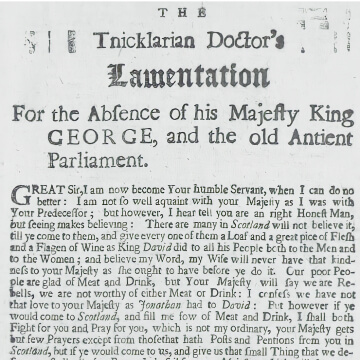 THE
Tnicklarian Doctor's
Lamentation
For the Abſence of his Majeſty King
GEORGE, and the old Antient
Parliament.
GREAT Sir, I am now become Your humble Servant, when I can do no
better: I am not ſo well aquaint with your Majeſty as I was with
Your Predeceſſor; but however, I hear tell you are an right Honeſt Man,
but ſeeing makes believing: There are many in Scotland will not believe it,
till ye come to them, and give every one of them a Loaf and a great pice of Fleſh
and a Flagen of Wine as King David did to all his People both to the Men and
to the Women; and believe my Word, my Wife will never have that kind-
neſs to your Majeſty as ſhe ought to have before ye do it. Our poor Peo-
ple are glad of Meat and Drink, but Your Majeſty will ſay we are Re-
bells, we are not worthy of either Meat or Drink: I confeſs we have not
that love to your Majeſty as Jonathan had to David: But however if ye
would come to Scotland, and fill me fow of Meat and Drink, I ſhall both
Fight for you and Pray for you, which is not my ordinary, your Majeſty gets
but few Prayers except from thoſethat hath Poſts and Pentions from you in
Scotland, but if ye would come to us, and give us that ſmall Thing that we de-